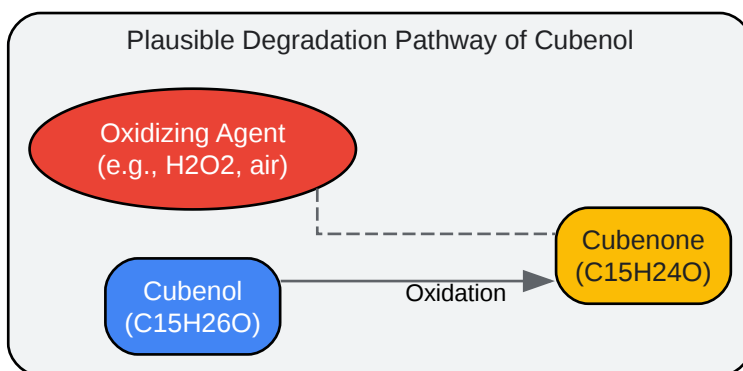 Plausible Degradation Pathway of Cubenol
Oxidizing Agent
(e.g., H2O2, air)
Cubenone
(C15H24O)
Cubenol
(C15H26O)
Oxidation